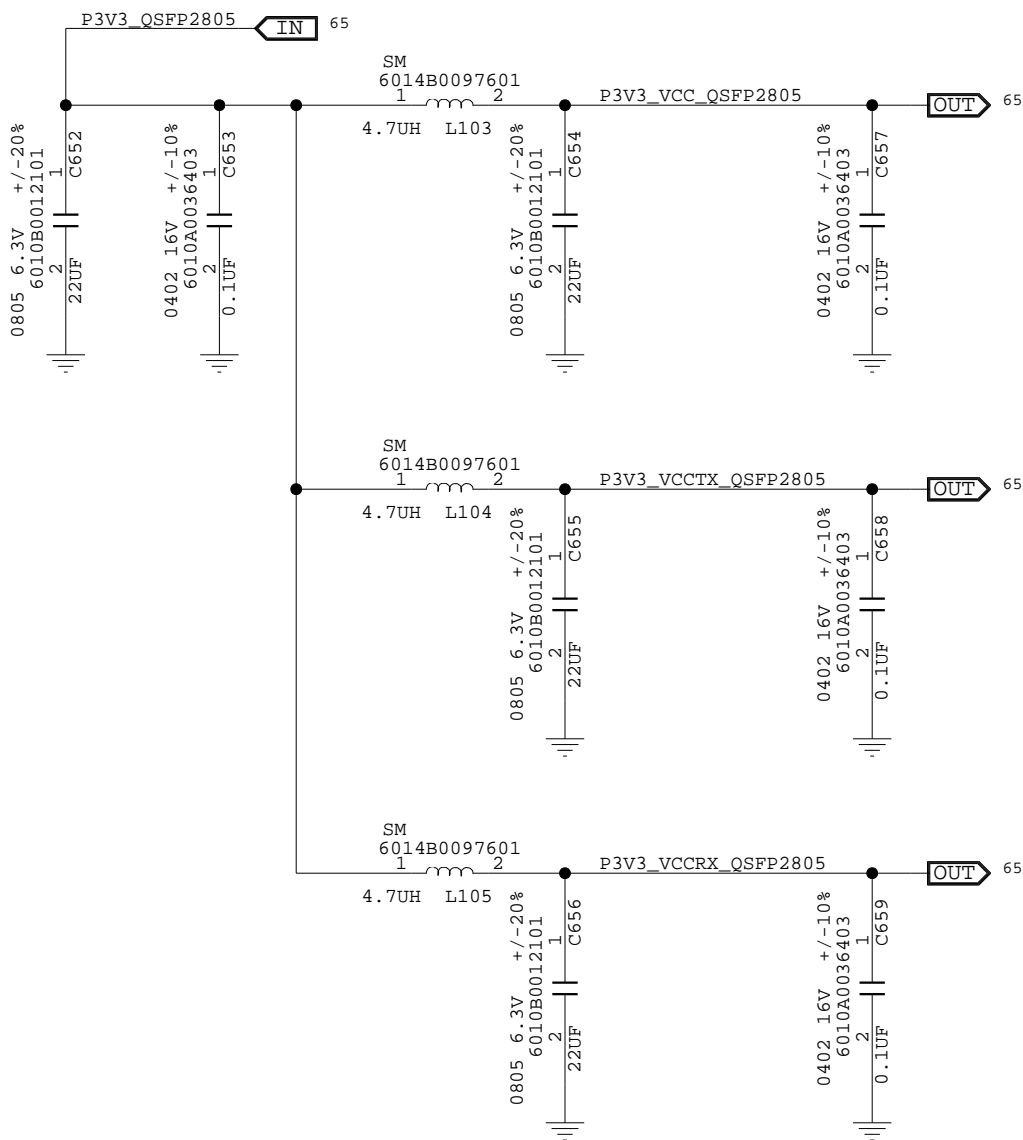 P3V3_QSFP2805 IN 65
SM
6014B0097601
1 2
4.7UH L103
P3V3_VCC_QSFP2805 OUT 65
0805 6.3V +/-20%
6010B0012101
1 2
C652
22UF
0402 16V +/-10%
6010A0036403
1 2
C653
0.1UF
0805 6.3V +/-20%
6010B0012101
1 2
C654
22UF
0402 16V +/-10%
6010A0036403
1 2
C657
0.1UF
SM
6014B0097601
1 2
4.7UH L104
P3V3_VCCTX_QSFP2805 OUT 65
0805 6.3V +/-20%
6010B0012101
1 2
C655
22UF
0402 16V +/-10%
6010A0036403
1 2
C658
0.1UF
SM
6014B0097601
1 2
4.7UH L105
P3V3_VCCRX_QSFP2805 OUT 65
0805 6.3V +/-20%
6010B0012101
1 2
C656
22UF
0402 16V +/-10%
6010A0036403
1 2
C659
0.1UF